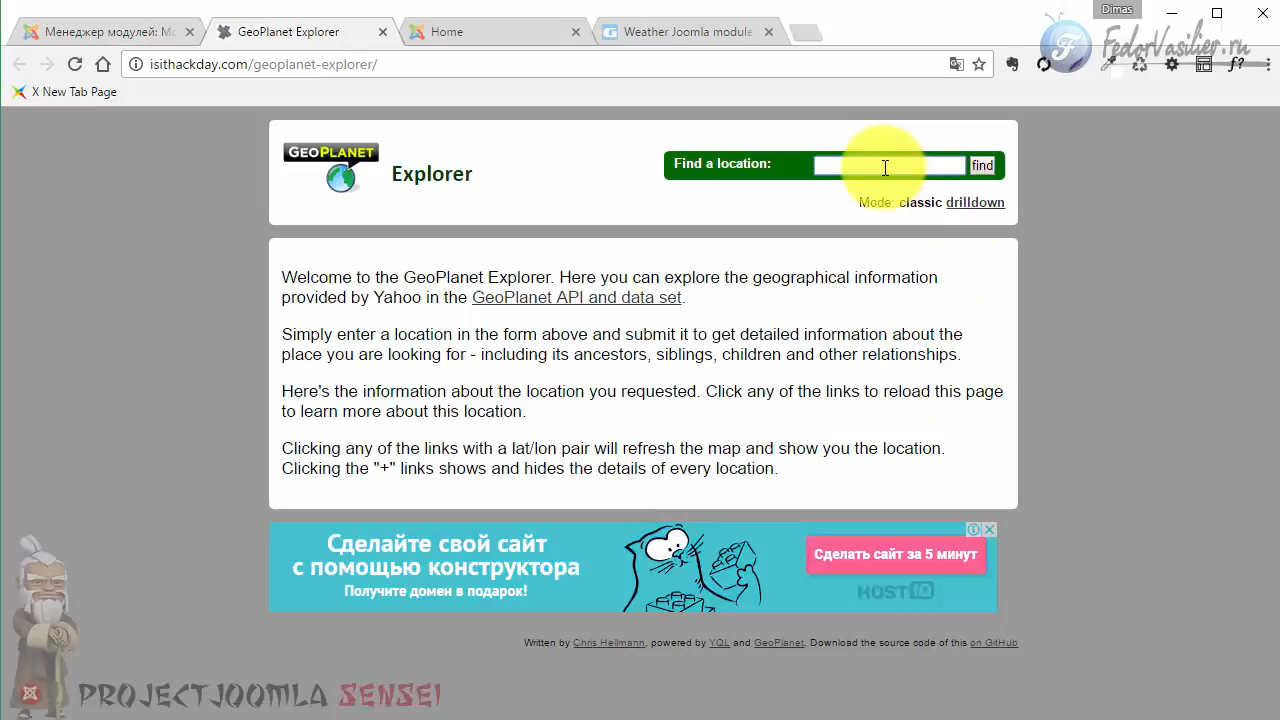 Dimas
Менеджер модулей: Mo
GeoPlanet Explorer
Home
Weather Joomla module
FedorVasiliev.ru
isithackday.com/geoplanet-explorer/
f?
X New Tab Page
GEOPLANET
Explorer
Find a location:
find
Mode: classic drilldown
Welcome to the GeoPlanet Explorer. Here you can explore the geographical information
provided by Yahoo in the GeoPlanet API and data set.
Simply enter a location in the form above and submit it to get detailed information about the
place you are looking for - including its ancestors, siblings, children and other relationships.
Here's the information about the location you requested. Click any of the links to reload this page
to learn more about this location.
Clicking any of the links with a lat/lon pair will refresh the map and show you the location.
Clicking the "+" links shows and hides the details of every location.
Сделайте свой сайт
с помощью конструктора
Получите домен в подарок!
Сделать сайт за 5 минут
HOSTiQ
Written by Chris Heilmann, powered by YQL and GeoPlanet. Download the source code of this on GitHub
PROJECTJOOMLA SENSEI